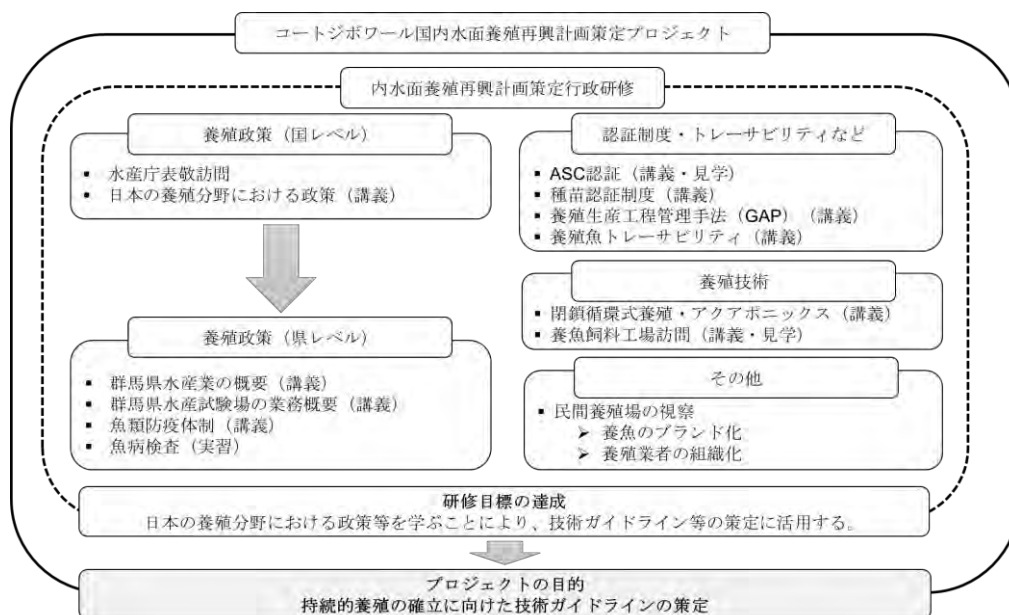 コートジボワール国内水面養殖再興計画策定プロジェクト
内水面養殖再興計画策定行政研修
養殖政策（国レベル）
▪ 水産庁表敬訪問
▪ 日本の養殖分野における政策（講義）
養殖政策（県レベル）
▪ 群馬県水産業の概要（講義）
▪ 群馬県水産試験場の業務概要（講義）
▪ 魚類防疫体制（講義）
▪ 魚病検査（実習）
認証制度・トレーサビリティなど
▪ ASC認証（講義・見学）
▪ 種苗認証制度（講義）
▪ 養殖生産工程管理手法（GAP）（講義）
▪ 養殖魚トレーサビリティ（講義）
養殖技術
▪ 閉鎖循環式養殖・アクアポニックス（講義）
▪ 養魚飼料工場訪問（講義・見学）
その他
▪ 民間養殖場の視察
➢ 養魚のブランド化
➢ 養殖業者の組織化
研修目標の達成
日本の養殖分野における政策等を学ぶことにより、技術ガイドライン等の策定に活用する。
プロジェクトの目的
持続的養殖の確立に向けた技術ガイドラインの策定